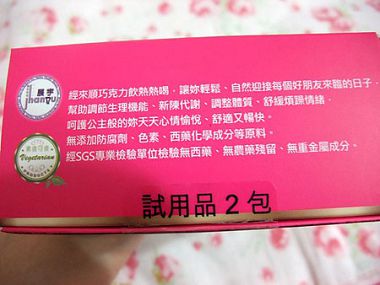 展宇
jhanyu
經來順巧克力飲熱熱喝，讓妳輕鬆、自然迎接每個好朋友來臨的日子，
幫助調節生理機能、新陳代謝、調整體質、舒緩煩躁情緒，
呵護公主般的妳天天心情愉悅、舒適又暢快。
素食可食
Vegetarian
無添加防腐劑、色素、西藥化學成分等原料。
經SGS專業檢驗單位檢驗無西藥、無農藥殘留、無重金屬成分。
試用品2包